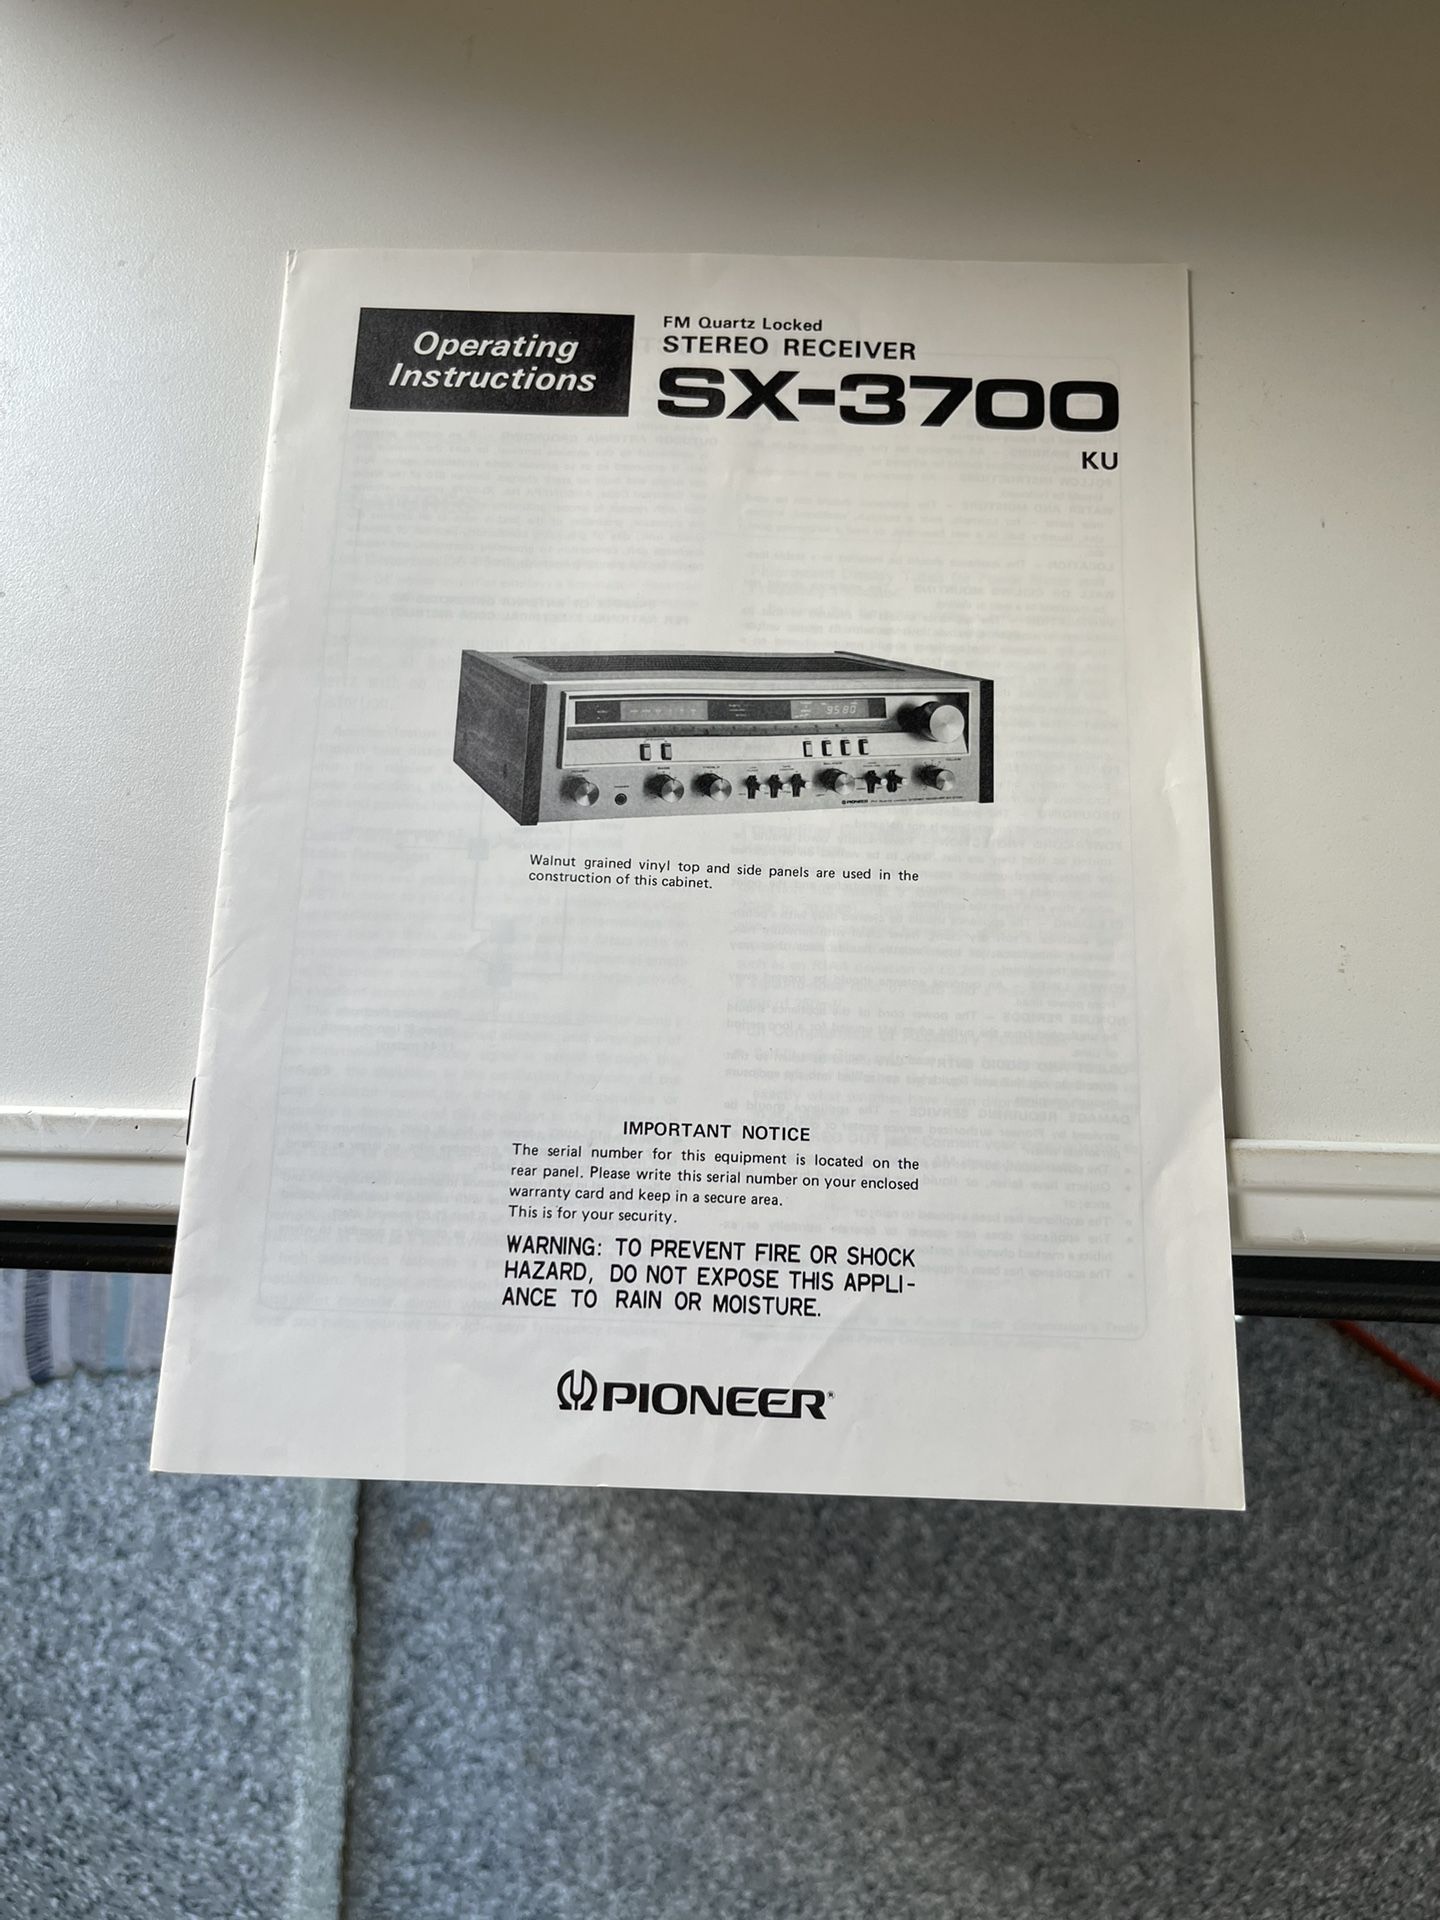 Operating
Instructions
FM Quartz Locked
STEREO RECEIVER
SX-3700
KU
9580
PIONEER
Walnut grained vinyl top and side panels are used in the
construction of this cabinet.
IMPORTANT NOTICE
The serial number for this equipment is located on the
rear panel. Please write this serial number on your enclosed
warranty card and keep in a secure area.
This is for your security.
WARNING: TO PREVENT FIRE OR SHOCK
HAZARD, DO NOT EXPOSE THIS APPLI-
ANCE TO RAIN OR MOISTURE.
PIONEER®